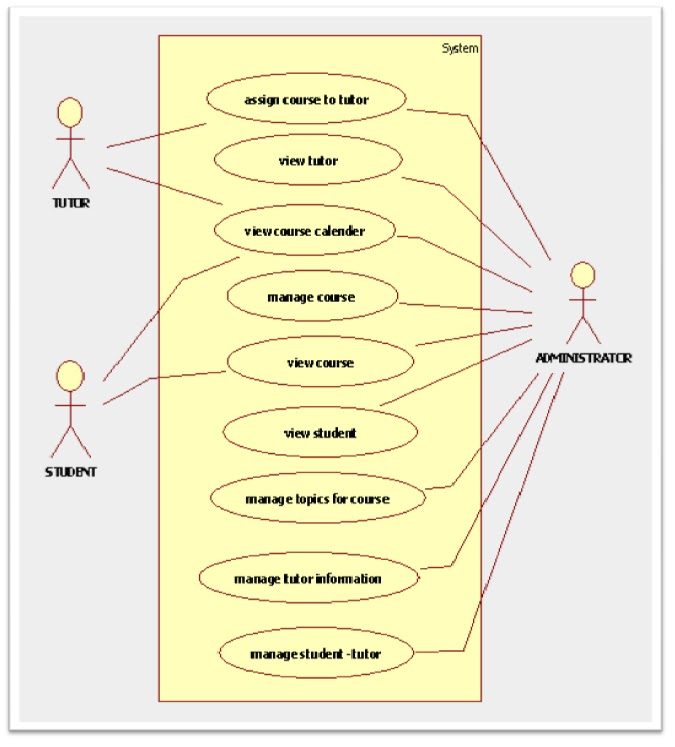 System
assign course to tutor
view tutor
TUTOR
view course calender
manage course
ADMINISTRATOR
view course
STUDENT
view student
manage topics for course
manage tutor information
manage student -tutor